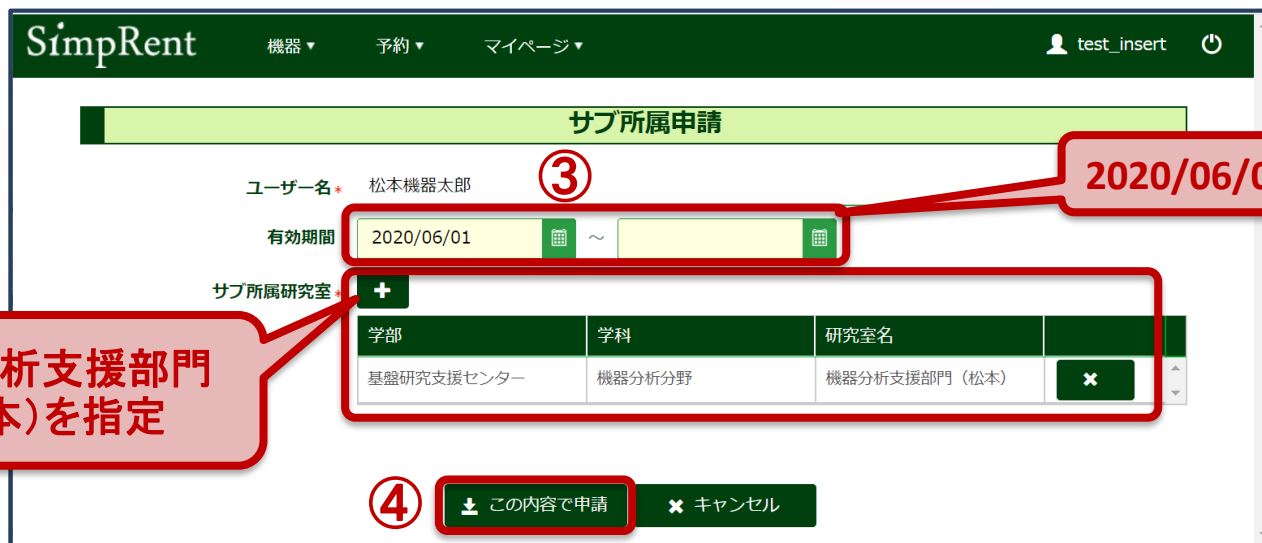 SimpRent 機器▼ 予約▼ マイページ▼ test_insert
サブ所属申請
③
ユーザー名* 松本機器太郎
2020/06/0
有効期間 2020/06/01 ～
サブ所属研究室* +
学部 学科 研究室名
基盤研究支援センター 機器分析分野 機器分析支援部門（松本）
析支援部門
本）を指定
④ この内容で申請 キャンセル